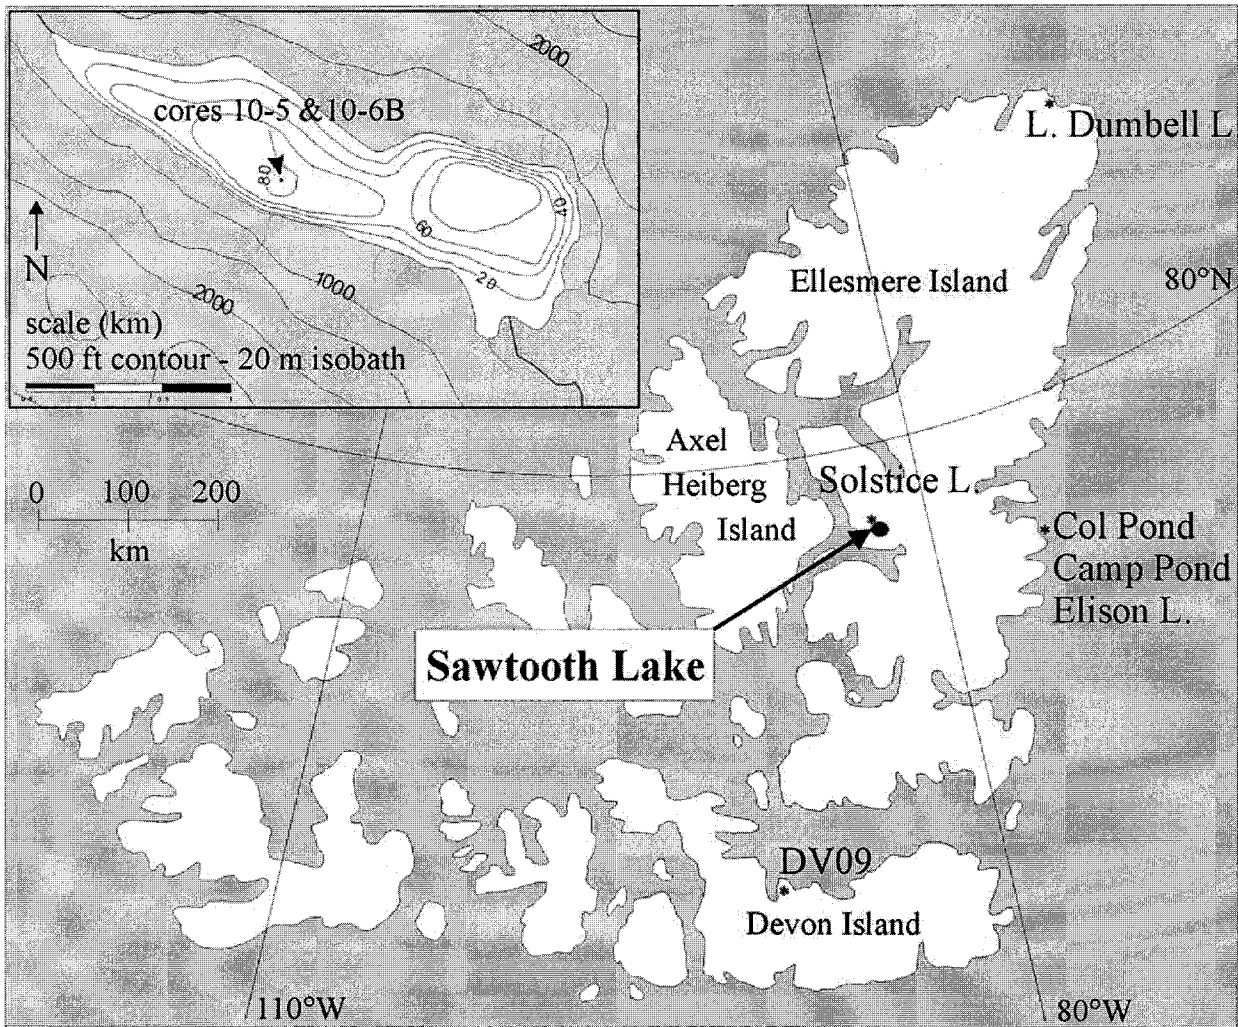 2000
cores 10-5 & 10-6B
80
40
60
20
N
1000
2000
scale (km)
500 ft contour - 20 m isobath
L. Dumbell L
Ellesmere Island
80°N
Axel
Heiberg
Island
Solstice L.
0 100 200
km
Col Pond
Camp Pond
Elison L.
Sawtooth Lake
DV09
Devon Island
110°W
80°W